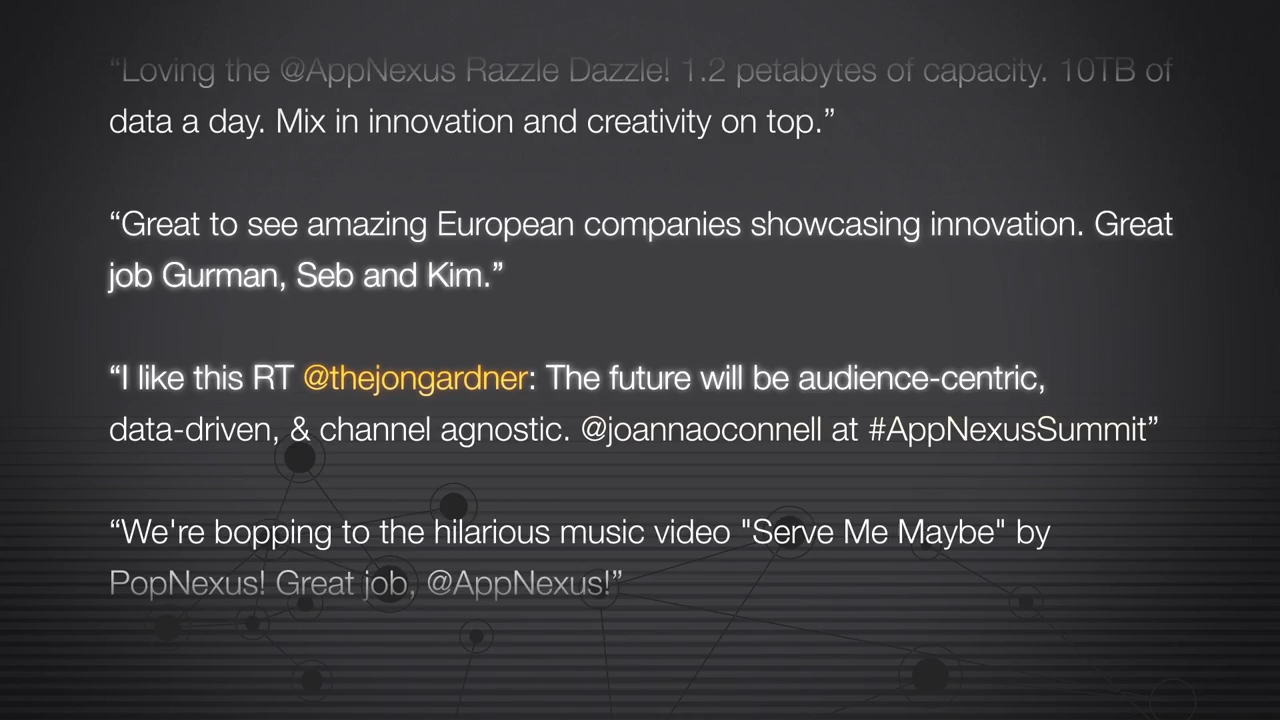 “Loving the @AppNexus Razzle Dazzle! 1.2 petabytes of capacity. 10TB of
data a day. Mix in innovation and creativity on top.”
“Great to see amazing European companies showcasing innovation. Great
job Gurman, Seb and Kim.”
“I like this RT @thejongardner: The future will be audience-centric,
data-driven, & channel agnostic. @joannaoconnell at #AppNexusSummit”
“We're bopping to the hilarious music video "Serve Me Maybe" by
PopNexus! Great job, @AppNexus!”